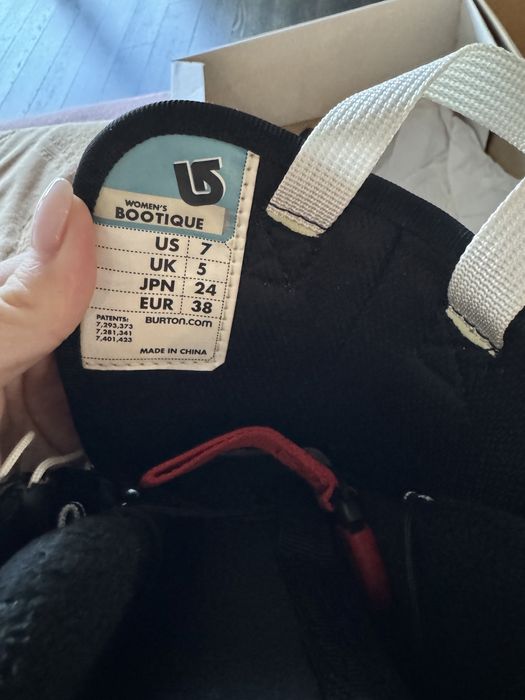 WOMEN'S
BOOTIQUE
US 7
UK 5
JPN 24
EUR 38
PATENTS: BURTON.COM
7,293,373
7,281,341
7,401,423
MADE IN CHINA